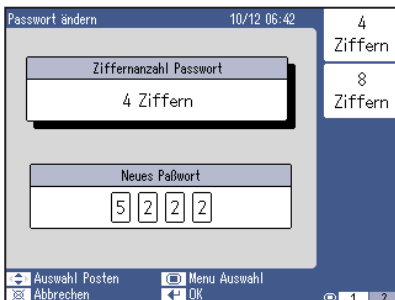 Passwort ändern 10/12 06:42
Ziffernanzahl Passwort
4 Ziffern
Neues Paßwort
5 2 2 2
4
Ziffern
8
Ziffern
Auswahl Posten Menu Auswahl
Abbrechen OK
1 2